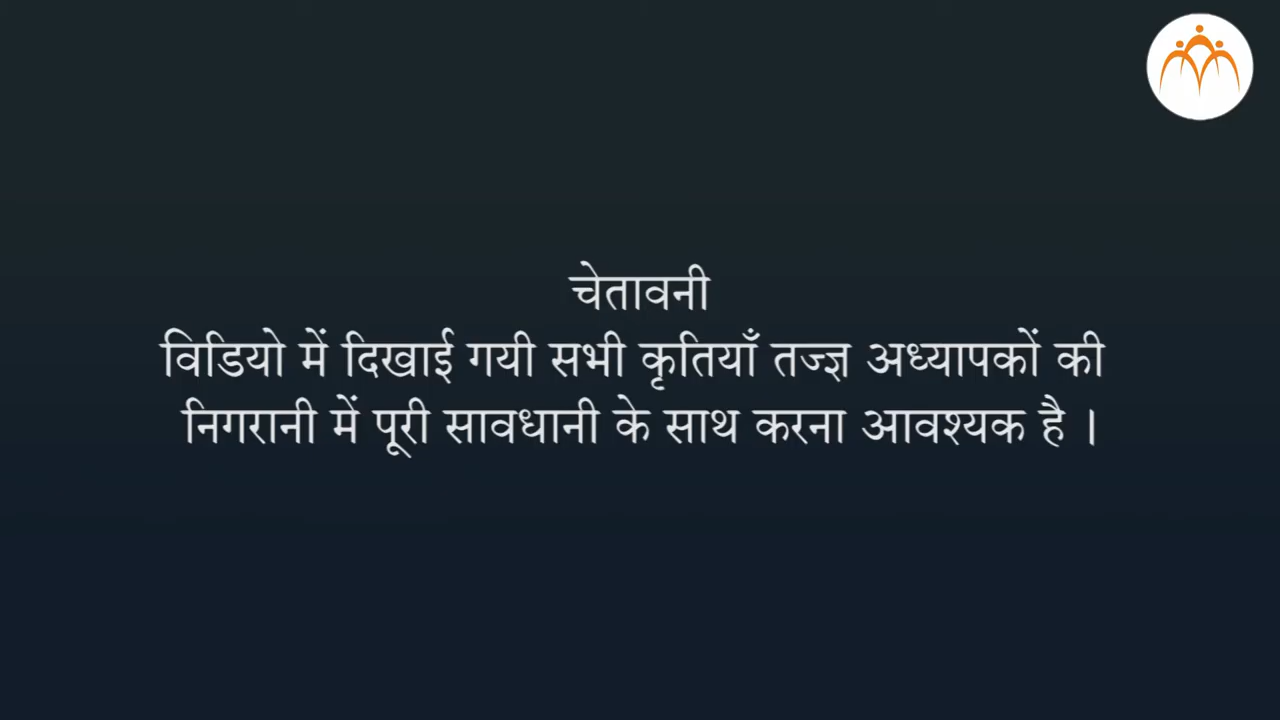 चेतावनी
विडियो में दिखाई गयी सभी कृतियाँ तज्ज्ञ अध्यापकों की
निगरानी में पूरी सावधानी के साथ करना आवश्यक है ।